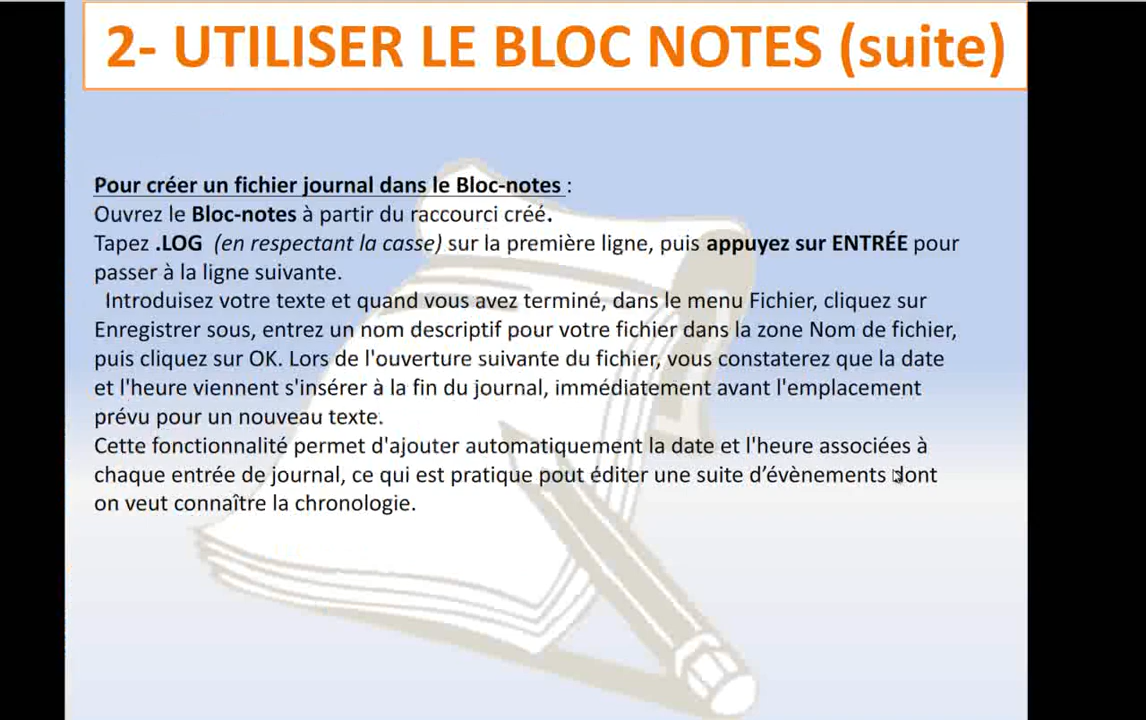 2- UTILISER LE BLOC NOTES (suite)
Pour créer un fichier journal dans le Bloc-notes :
Ouvrez le Bloc-notes à partir du raccourci créé.
Tapez .LOG (en respectant la casse) sur la première ligne, puis appuyez sur ENTRÉE pour
passer à la ligne suivante.
Introduisez votre texte et quand vous avez terminé, dans le menu Fichier, cliquez sur
Enregistrer sous, entrez un nom descriptif pour votre fichier dans la zone Nom de fichier,
puis cliquez sur OK. Lors de l'ouverture suivante du fichier, vous constaterez que la date
et l'heure viennent s'insérer à la fin du journal, immédiatement avant l'emplacement
prévu pour un nouveau texte.
Cette fonctionnalité permet d'ajouter automatiquement la date et l'heure associées à
chaque entrée de journal, ce qui est pratique pout éditer une suite d’évènements dont
on veut connaître la chronologie.